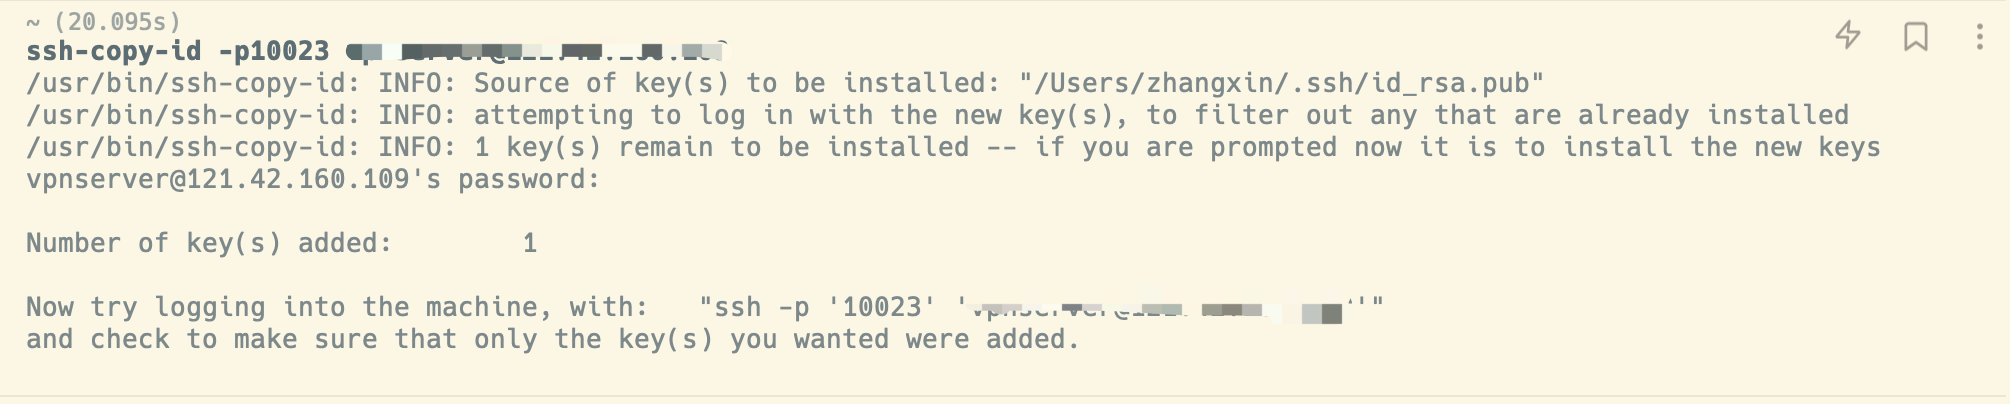 ~ (20.095s)
ssh-copy-id -p10023
/usr/bin/ssh-copy-id: INFO: Source of key(s) to be installed: "/Users/zhangxin/.ssh/id_rsa.pub"
/usr/bin/ssh-copy-id: INFO: attempting to log in with the new key(s), to filter out any that are already installed
/usr/bin/ssh-copy-id: INFO: 1 key(s) remain to be installed -- if you are prompted now it is to install the new keys
vpnserver@121.42.160.109's password:
Number of key(s) added:        1
Now try logging into the machine, with:   "ssh -p '10023' '
and check to make sure that only the key(s) you wanted were added.